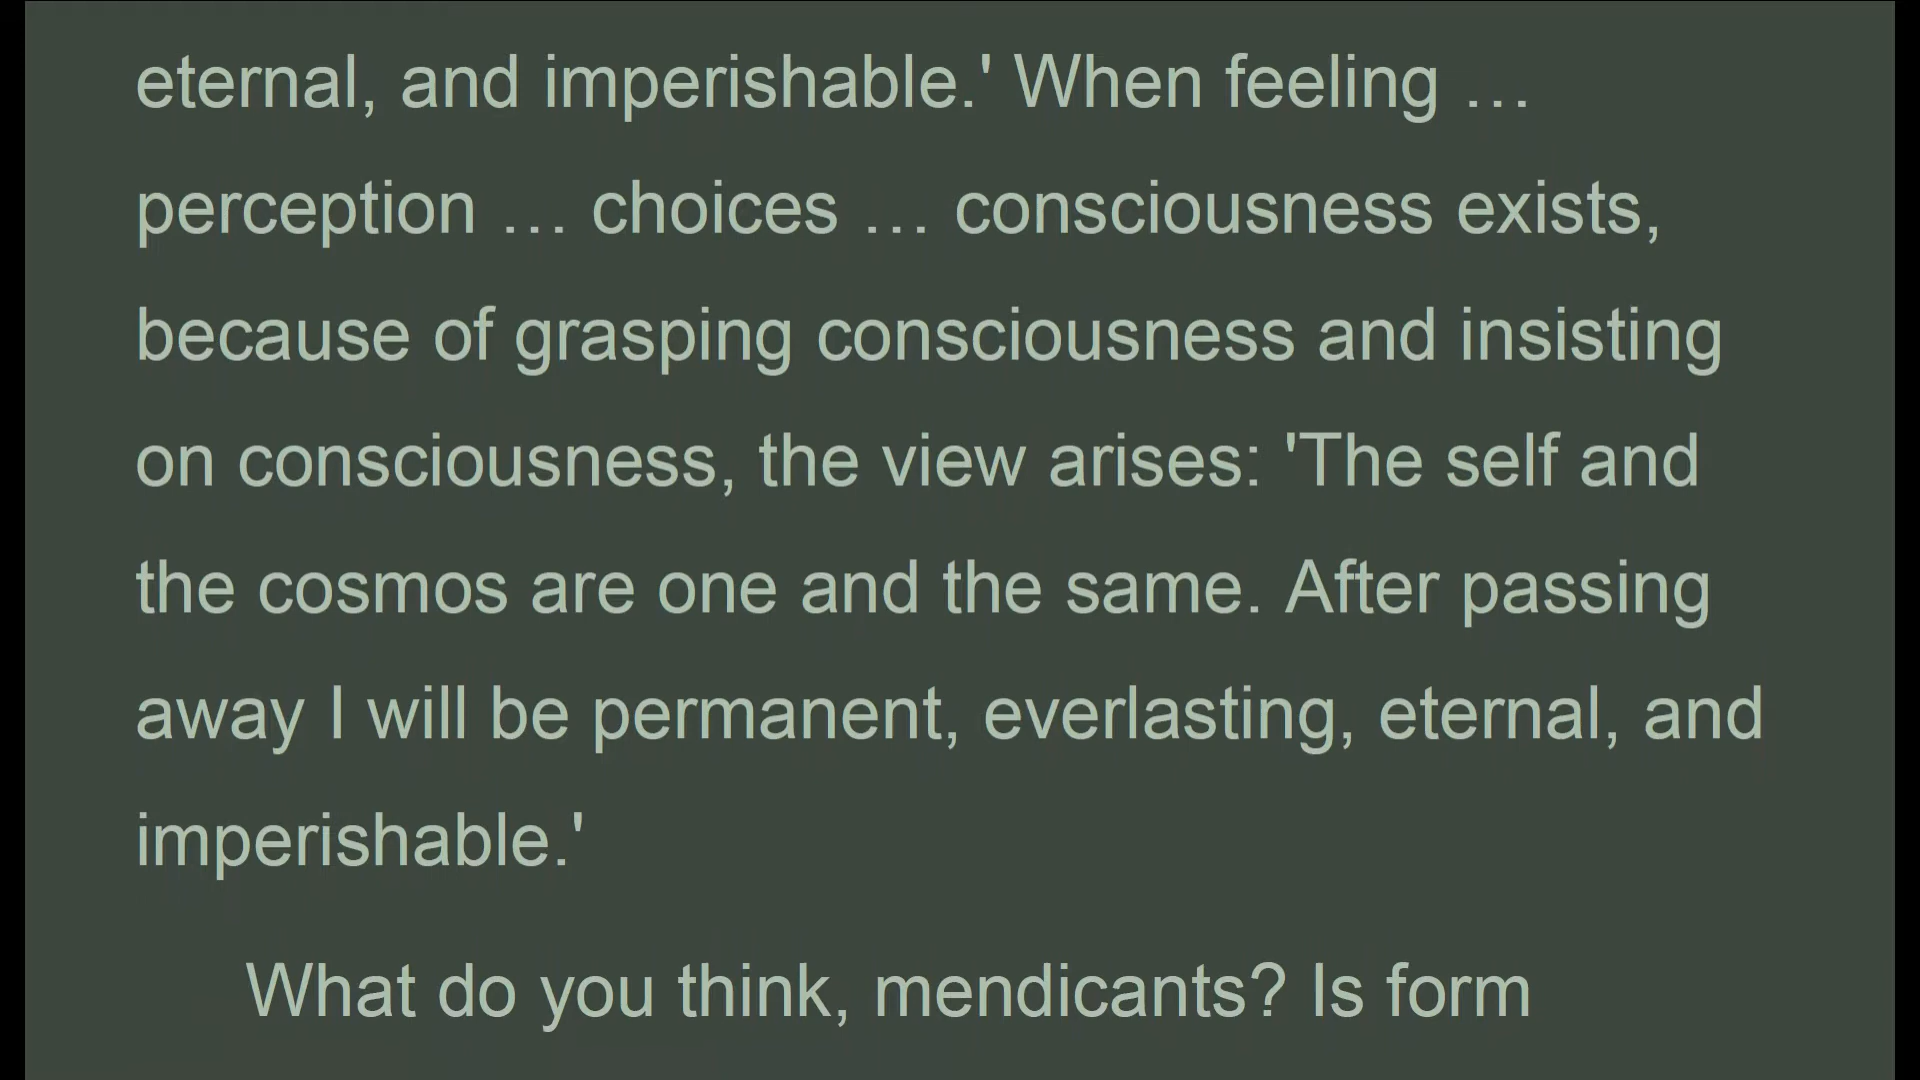 eternal, and imperishable.' When feeling …
perception … choices … consciousness exists,
because of grasping consciousness and insisting
on consciousness, the view arises: 'The self and
the cosmos are one and the same. After passing
away I will be permanent, everlasting, eternal, and
imperishable.'
What do you think, mendicants? Is form